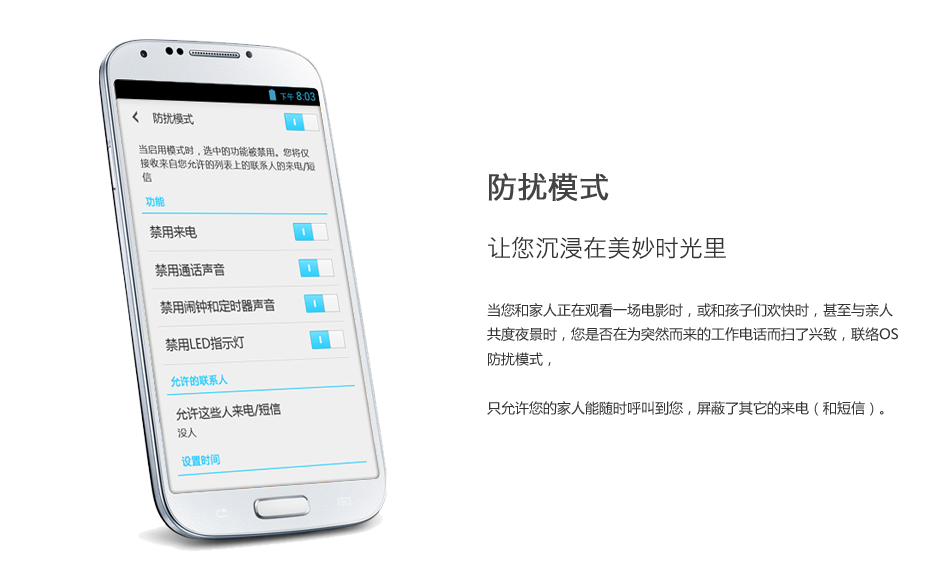 下午 8:03
防扰模式
当启用模式时，选中的功能被禁用。您将仅
接收来自您允许的列表上的联系人的来电/短
信
功能
禁用来电
禁用通话声音
禁用闹钟和定时器声音
禁用LED指示灯
允许的联系人
允许这些人来电/短信
没人
设置时间
防扰模式
让您沉浸在美妙时光里
当您和家人正在观看一场电影时，或和孩子们欢快时，甚至与亲人
共度夜景时，您是否在为突然而来的工作电话而扫了兴致，联络OS
防扰模式，
只允许您的家人能随时呼叫到您，屏蔽了其它的来电（和短信）。